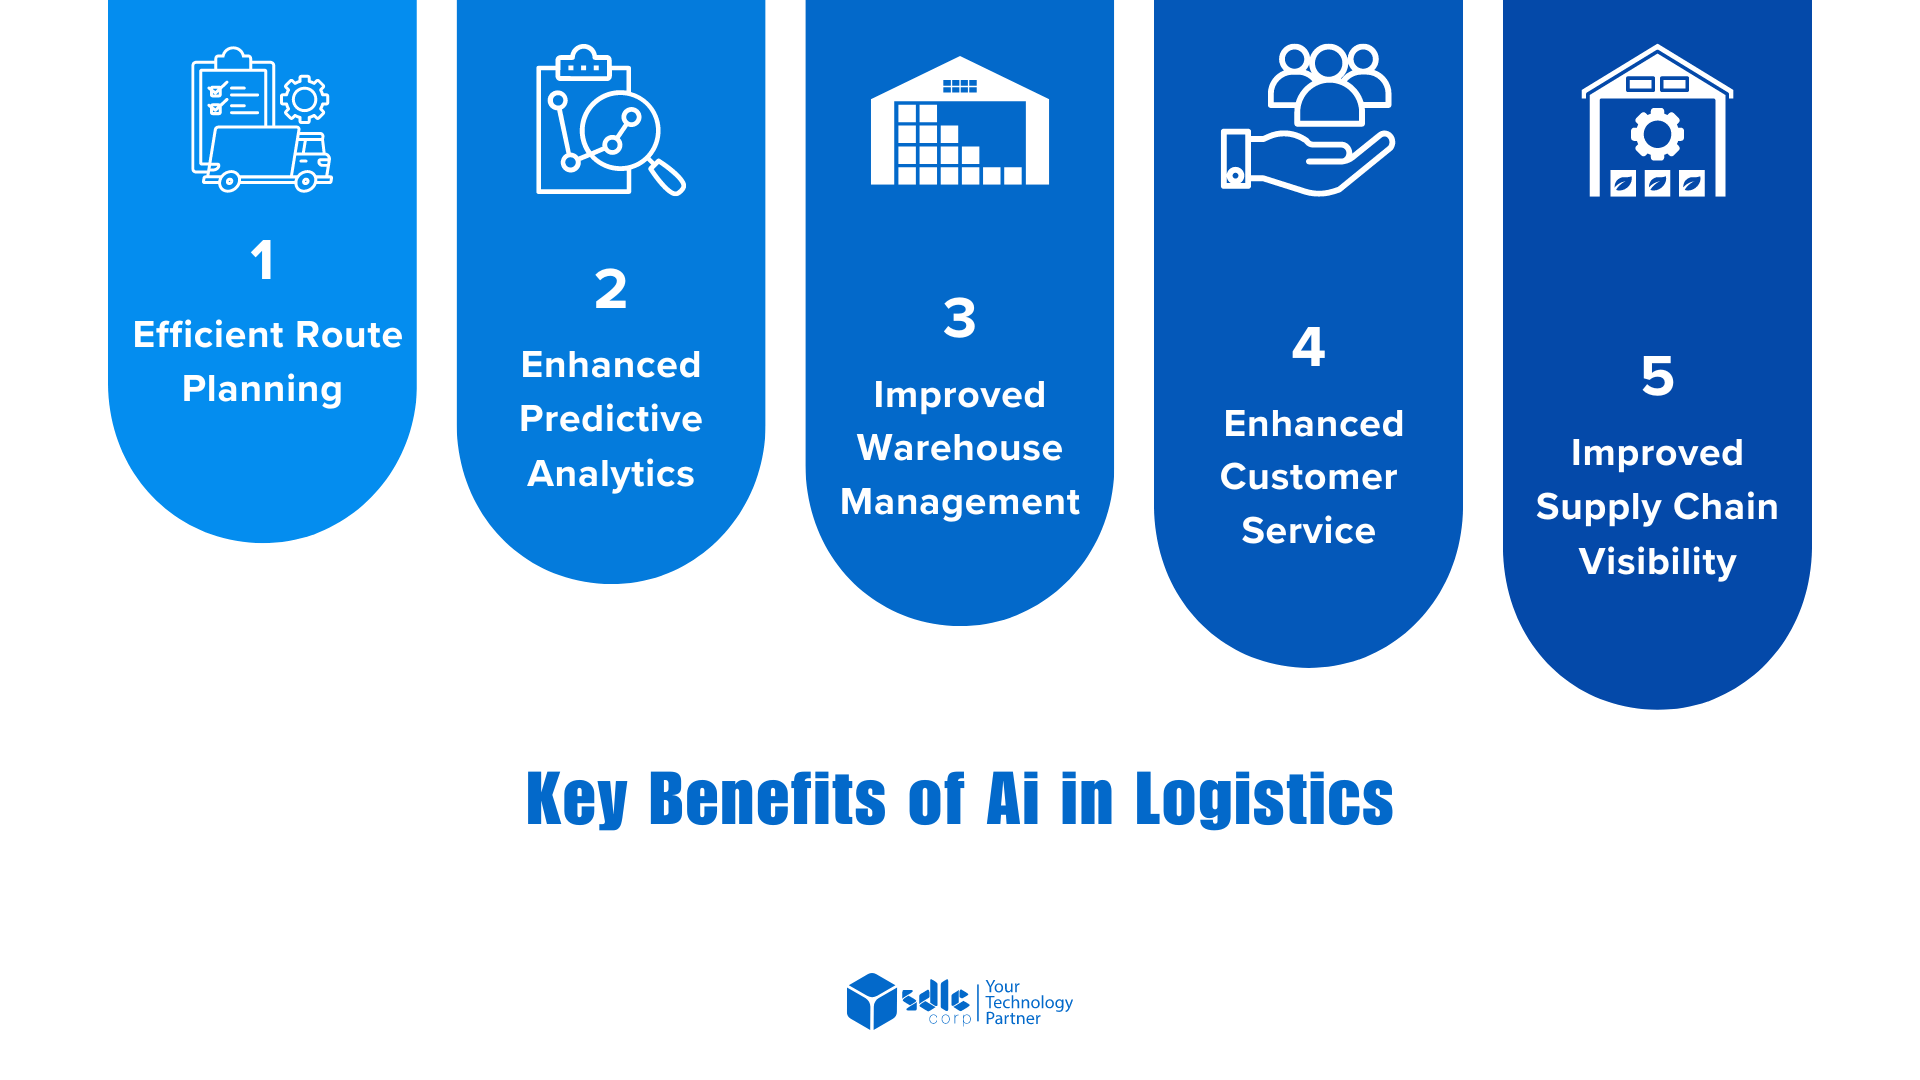 1
Efficient Route
Planning
2
Enhanced
Predictive
Analytics
3
Improved
Warehouse
Management
4
Enhanced
Customer
Service
5
Improved
Supply Chain
Visibility
Key Benefits of Ai in Logistics
sdlc
corp
Your
Technology
Partner